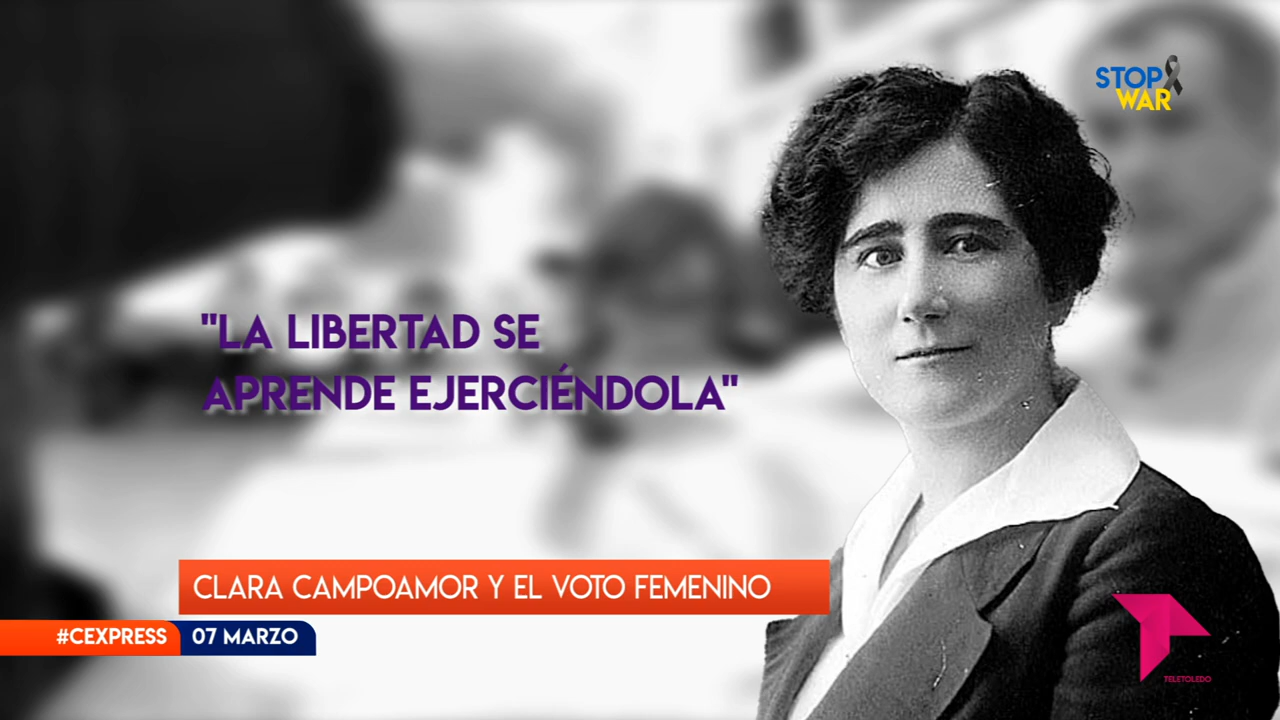 STOP
WAR
"LA LIBERTAD SE
APRENDE EJERCIÉNDOLA"
CLARA CAMPOAMOR Y EL VOTO FEMENINO
#CEXPRESS 07 MARZO
TELETOLEDO